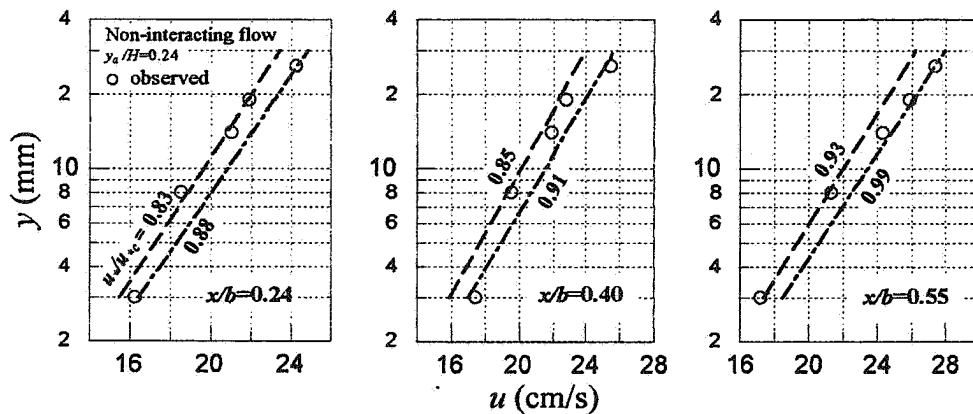 4
2
10
8
6
4
2
y (mm)
Non-interacting flow
yₐ/H=0.24
observed
u*/u*c = 0.83
0.88
x/b=0.24
16 20 24
4
2
10
8
6
4
2
0.85
0.91
x/b=0.40
16 20 24 28
4
2
10
8
6
4
2
0.93
0.99
x/b=0.55
16 20 24 28
u (cm/s)